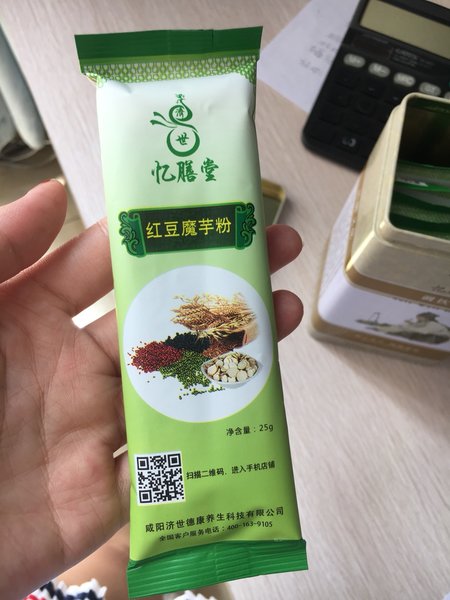 济
世
忆膳堂
红豆魔芋粉
净含量：25g
扫描二维码，进入手机店铺
咸阳济世德康养生科技有限公司
全国客户服务电话：400-163-9105